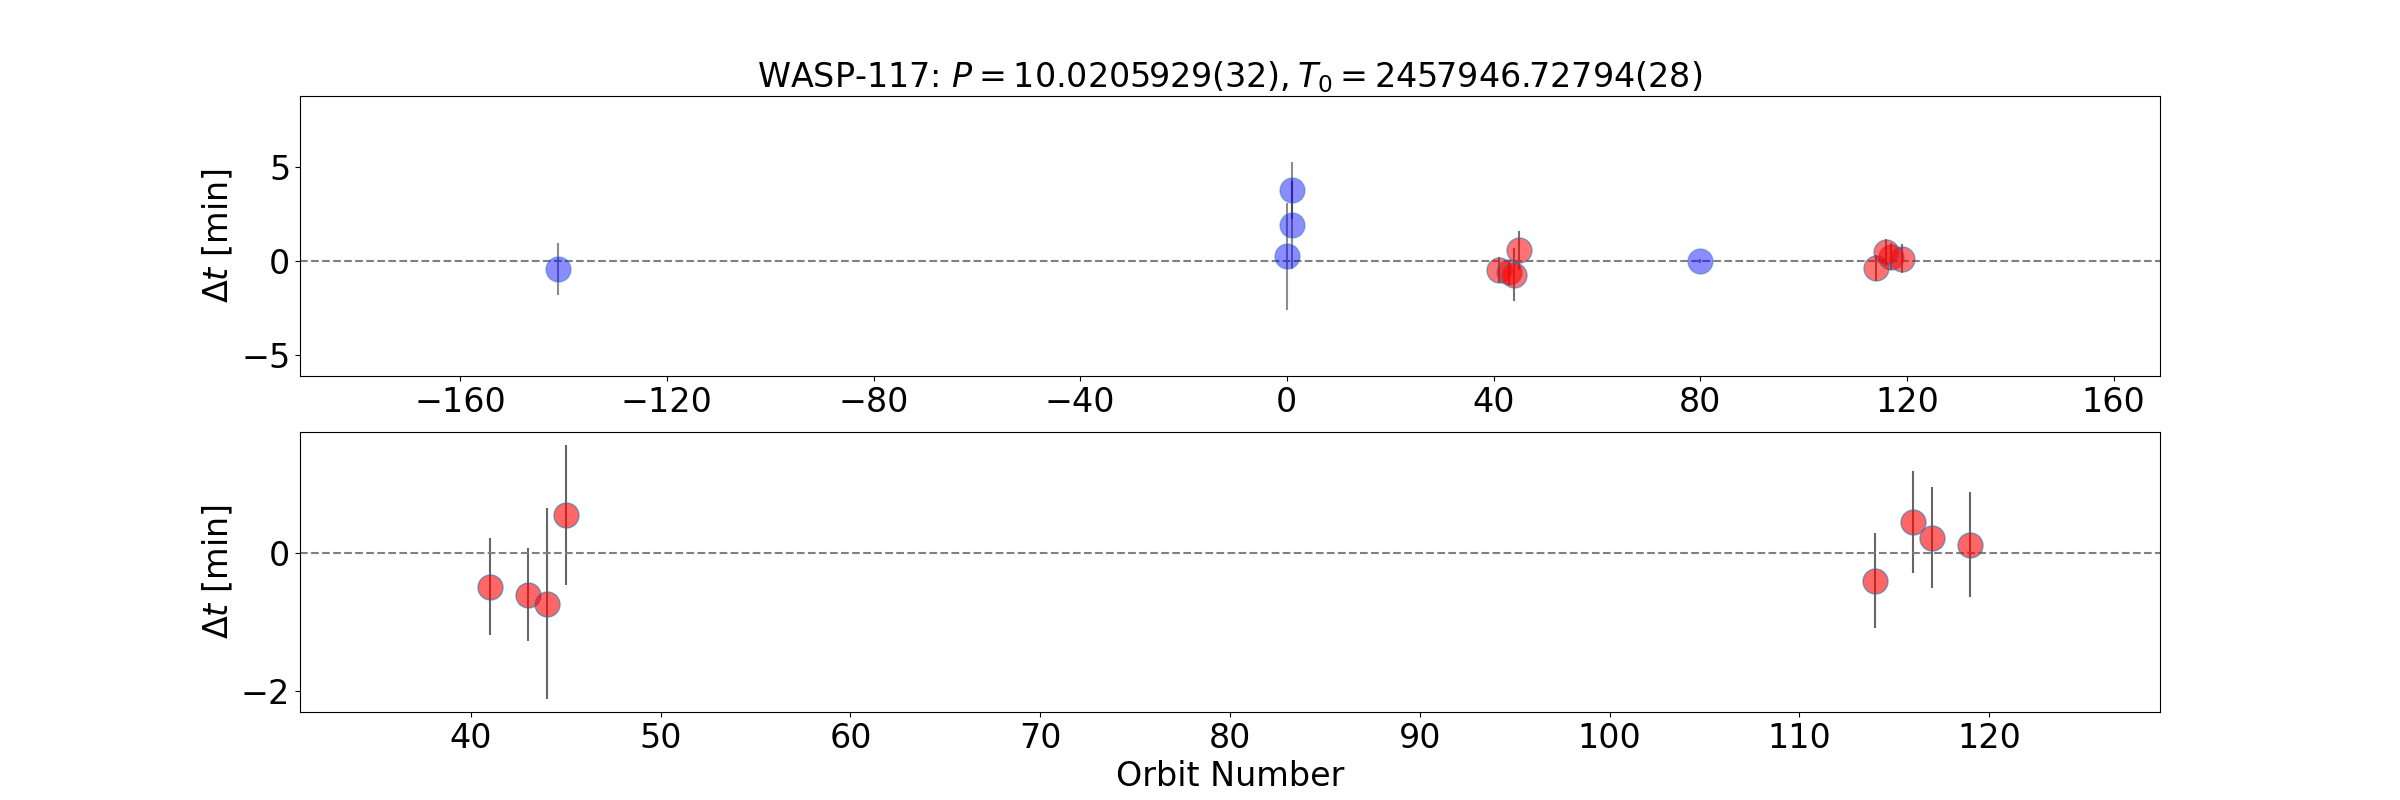 WASP-117: P = 10.0205929(32), T₀ = 2457946.72794(28)
Δt [min]
5
0
−5
−160 −120 −80 −40 0 40 80 120 160
Δt [min]
0
−2
40 50 60 70 80 90 100 110 120
Orbit Number